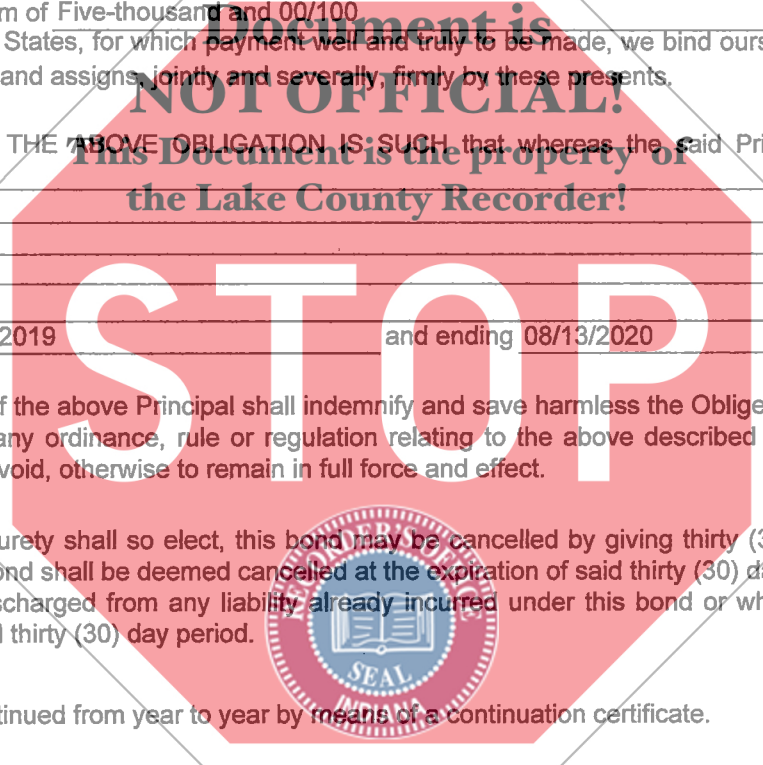 m of Five-thousand and 00/100
Document is
States, for which payment well and truly to be made, we bind ours
and assigns, jointly and severally, firmly by these presents.
NOT OFFICIAL!
THE ABOVE OBLIGATION IS SUCH that whereas the said Pri
This Document is the property of
the Lake County Recorder!
STOP
2019 and ending 08/13/2020
f the above Principal shall indemnify and save harmless the Oblige
any ordinance, rule or regulation relating to the above described
void, otherwise to remain in full force and effect.
urety shall so elect, this bond may be cancelled by giving thirty (3
ond shall be deemed cancelled at the expiration of said thirty (30) da
scharged from any liability already incurred under this bond or wh
thirty (30) day period.
RECORDER'S OFFICE
SEAL
INDIANA
tinued from year to year by means of a continuation certificate.